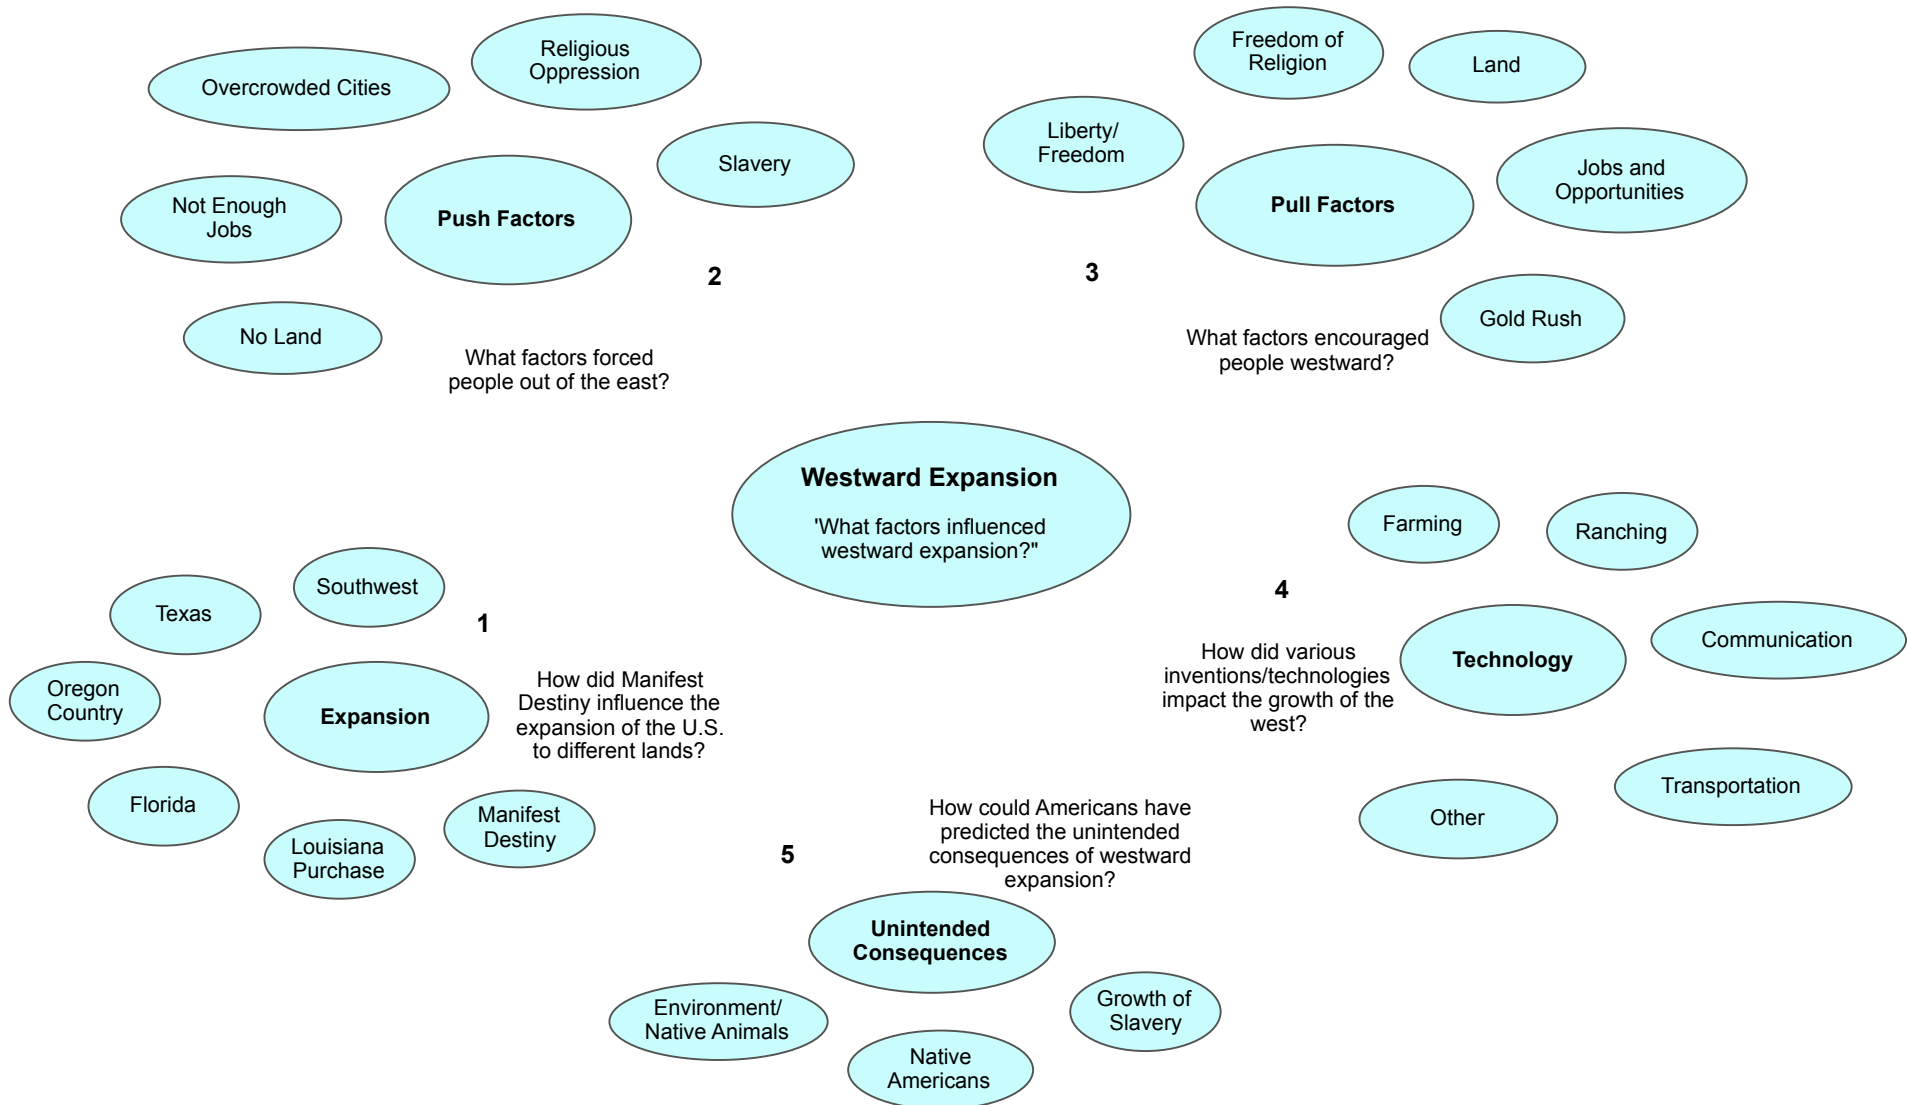 Religious
Oppression
Overcrowded Cities
Slavery
Not Enough
Jobs
Push Factors
2
No Land
What factors forced
people out of the east?
Freedom of
Religion
Land
Liberty/
Freedom
Jobs and
Opportunities
Pull Factors
3
Gold Rush
What factors encouraged
people westward?
Westward Expansion
'What factors influenced
westward expansion?"
Southwest
Texas
1
Oregon
Country
Expansion
How did Manifest
Destiny influence the
expansion of the U.S.
to different lands?
Florida
Louisiana
Purchase
Manifest
Destiny
Farming
Ranching
4
Communication
Technology
How did various
inventions/technologies
impact the growth of the
west?
Transportation
Other
How could Americans have
predicted the unintended
consequences of westward
expansion?
5
Unintended
Consequences
Environment/
Native Animals
Native
Americans
Growth of
Slavery